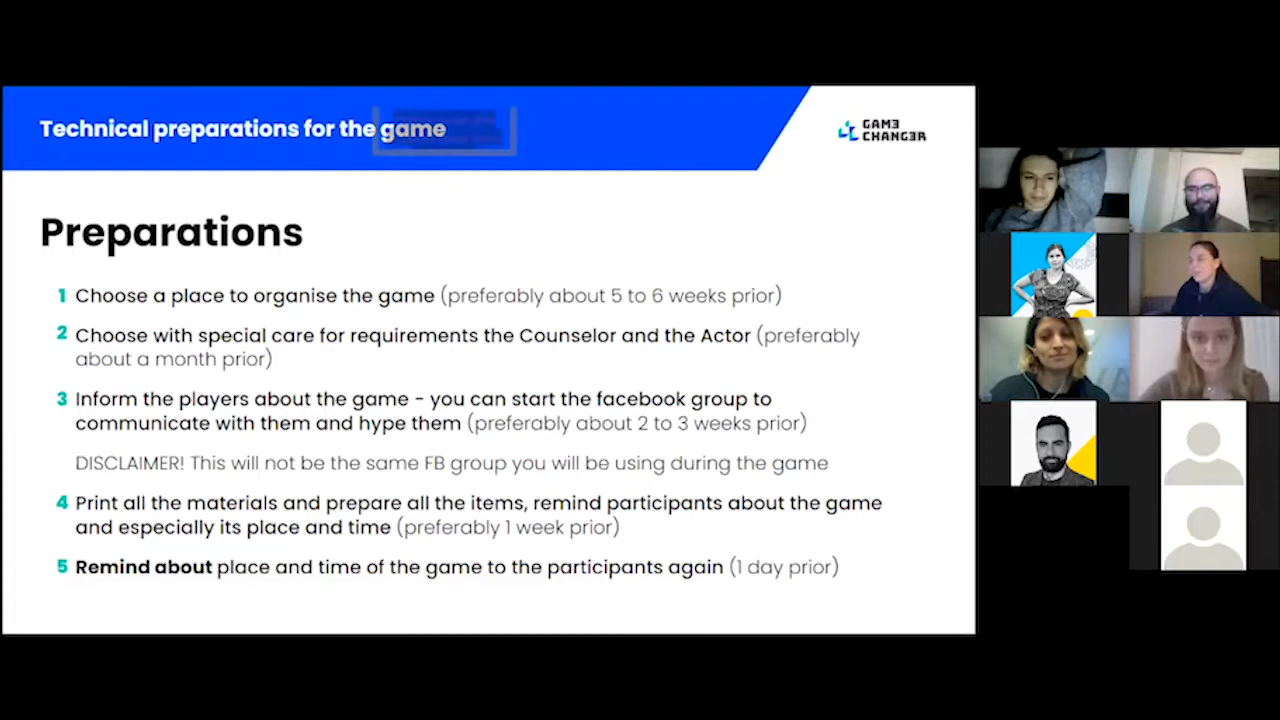 Technical preparations for the game
GAM3
CHANG3R
Preparations
1 Choose a place to organise the game (preferably about 5 to 6 weeks prior)
2 Choose with special care for requirements the Counselor and the Actor (preferably
about a month prior)
3 Inform the players about the game - you can start the facebook group to
communicate with them and hype them (preferably about 2 to 3 weeks prior)
DISCLAIMER! This will not be the same FB group you will be using during the game
4 Print all the materials and prepare all the items, remind participants about the game
and especially its place and time (preferably 1 week prior)
5 Remind about place and time of the game to the participants again (1 day prior)